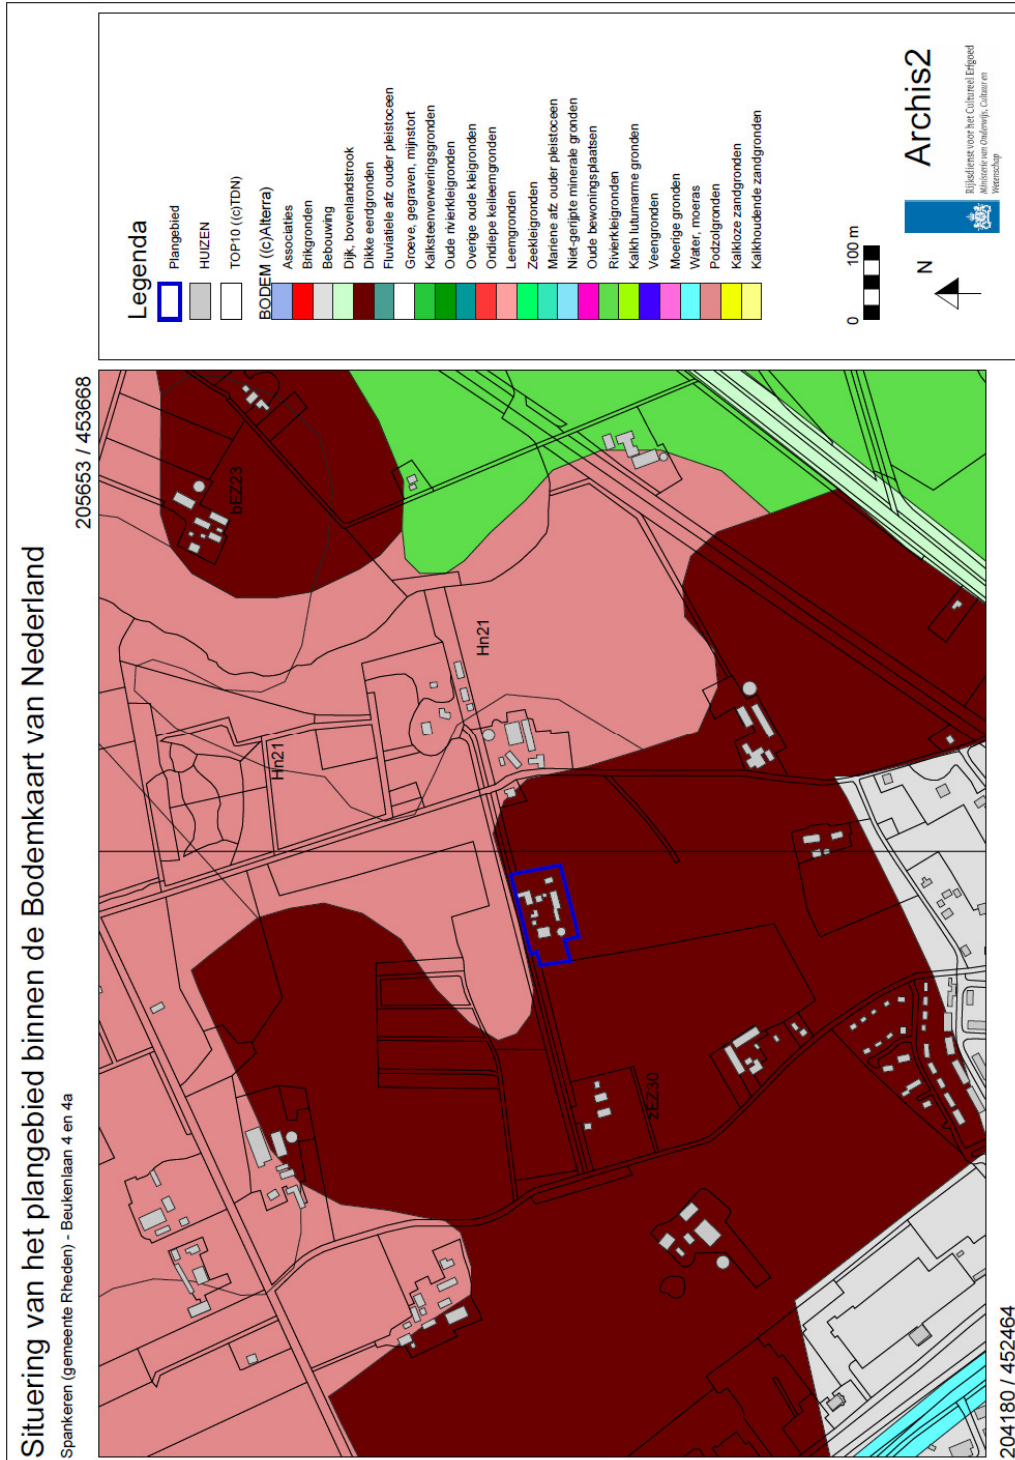 Situering van het plangebied binnen de Bodemkaart van Nederland
Spankeren (gemeente Rheden) - Beukenlaan 4 en 4a
205653 / 453668
bEZ23
Hn21
Hn21
zEZ30
204180 / 452464
Legenda
Plangebied
HUIZEN
TOP10 ((c)TDN)
BODEM ((c)Alterra)
Associaties
Brikgronden
Bebouwing
Dijk, bovenlandstrook
Dikke eerdgronden
Fluviatiele afz ouder pleistoceen
Groeve, gegraven, mijnstort
Kalksteenverweringsgronden
Oude rivierkleigronden
Overige oude kleigronden
Ondiepe keileemgronden
Leemgronden
Zeekleigronden
Mariene afz ouder pleistoceen
Niet-gerijpte minerale gronden
Oude bewoningsplaatsen
Rivierkleigronden
Kalkh lutumarme gronden
Veengronden
Moerige gronden
Water, moeras
Podzolgronden
Kalkloze zandgronden
Kalkhoudende zandgronden
0 100 m
N
Archis2
Rijksdienst voor het Cultureel Erfgoed
Ministerie van Onderwijs, Cultuur en
Wetenschap